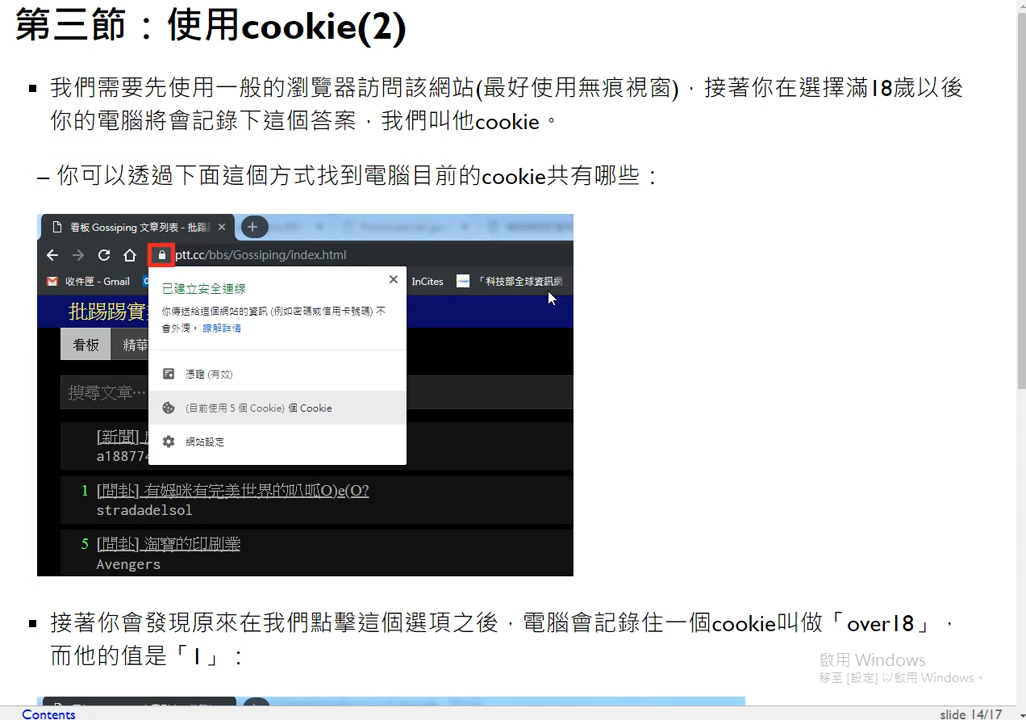 第三節：使用cookie(2)
▪ 我們需要先使用一般的瀏覽器訪問該網站(最好使用無痕視窗)，接著你在選擇滿18歲以後
你的電腦將會記錄下這個答案，我們叫他cookie。
– 你可以透過下面這個方式找到電腦目前的cookie共有哪些：
看板 Gossiping 文章列表 - 批踢
ptt.cc/bbs/Gossiping/index.html
收件匣 - Gmail
InCites
「科技部全球資訊網
已建立安全連線
你傳送給這個網站的資訊 (例如密碼或信用卡號碼) 不
會外洩。 瞭解詳情
批踢踢實
看板
精華
憑證 (有效)
搜尋文章…
(目前使用 5 個 Cookie) 個 Cookie
[新聞]
a188774
網站設定
1 [問卦] 有姆咪有完美世界的叭呱O)e(O?
stradadelsol
5 [問卦] 淘寶的印刷業
Avengers
▪ 接著你會發現原來在我們點擊這個選項之後，電腦會記錄住一個cookie叫做「over18」，
而他的值是「1」：
啟用 Windows
移至 [設定] 以啟用 Windows。
Contents
slide 14/17